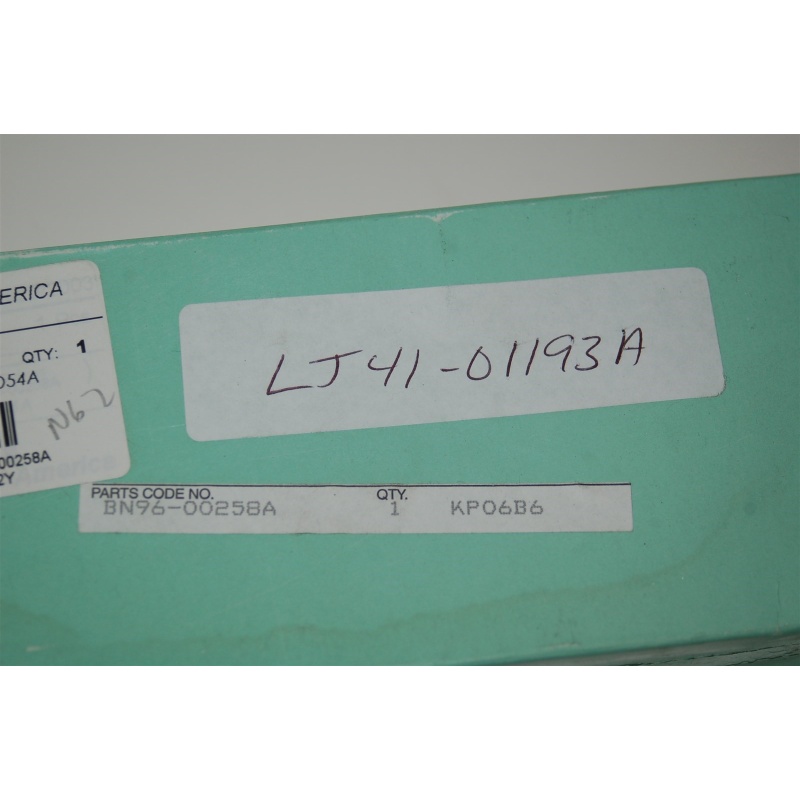 ERICA
QTY: 1
054A
N62
00258A
2Y
LJ41-01193A
PARTS CODE NO. QTY.
BN96-00258A 1 KP06B6